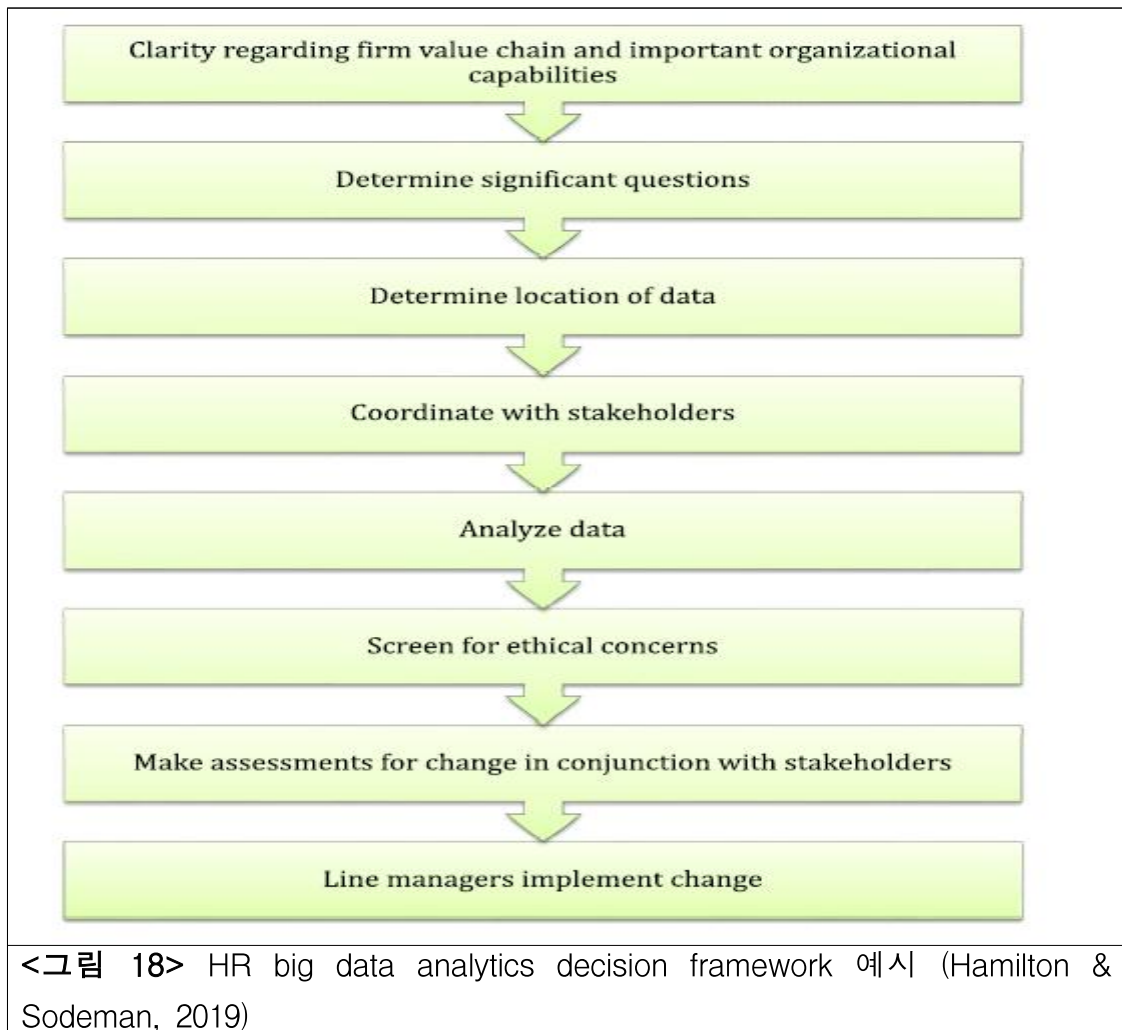 Clarity regarding firm value chain and important organizational
capabilities
Determine significant questions
Determine location of data
Coordinate with stakeholders
Analyze data
Screen for ethical concerns
Make assessments for change in conjunction with stakeholders
Line managers implement change
<그림 18> HR big data analytics decision framework 예시 (Hamilton &
Sodeman, 2019)